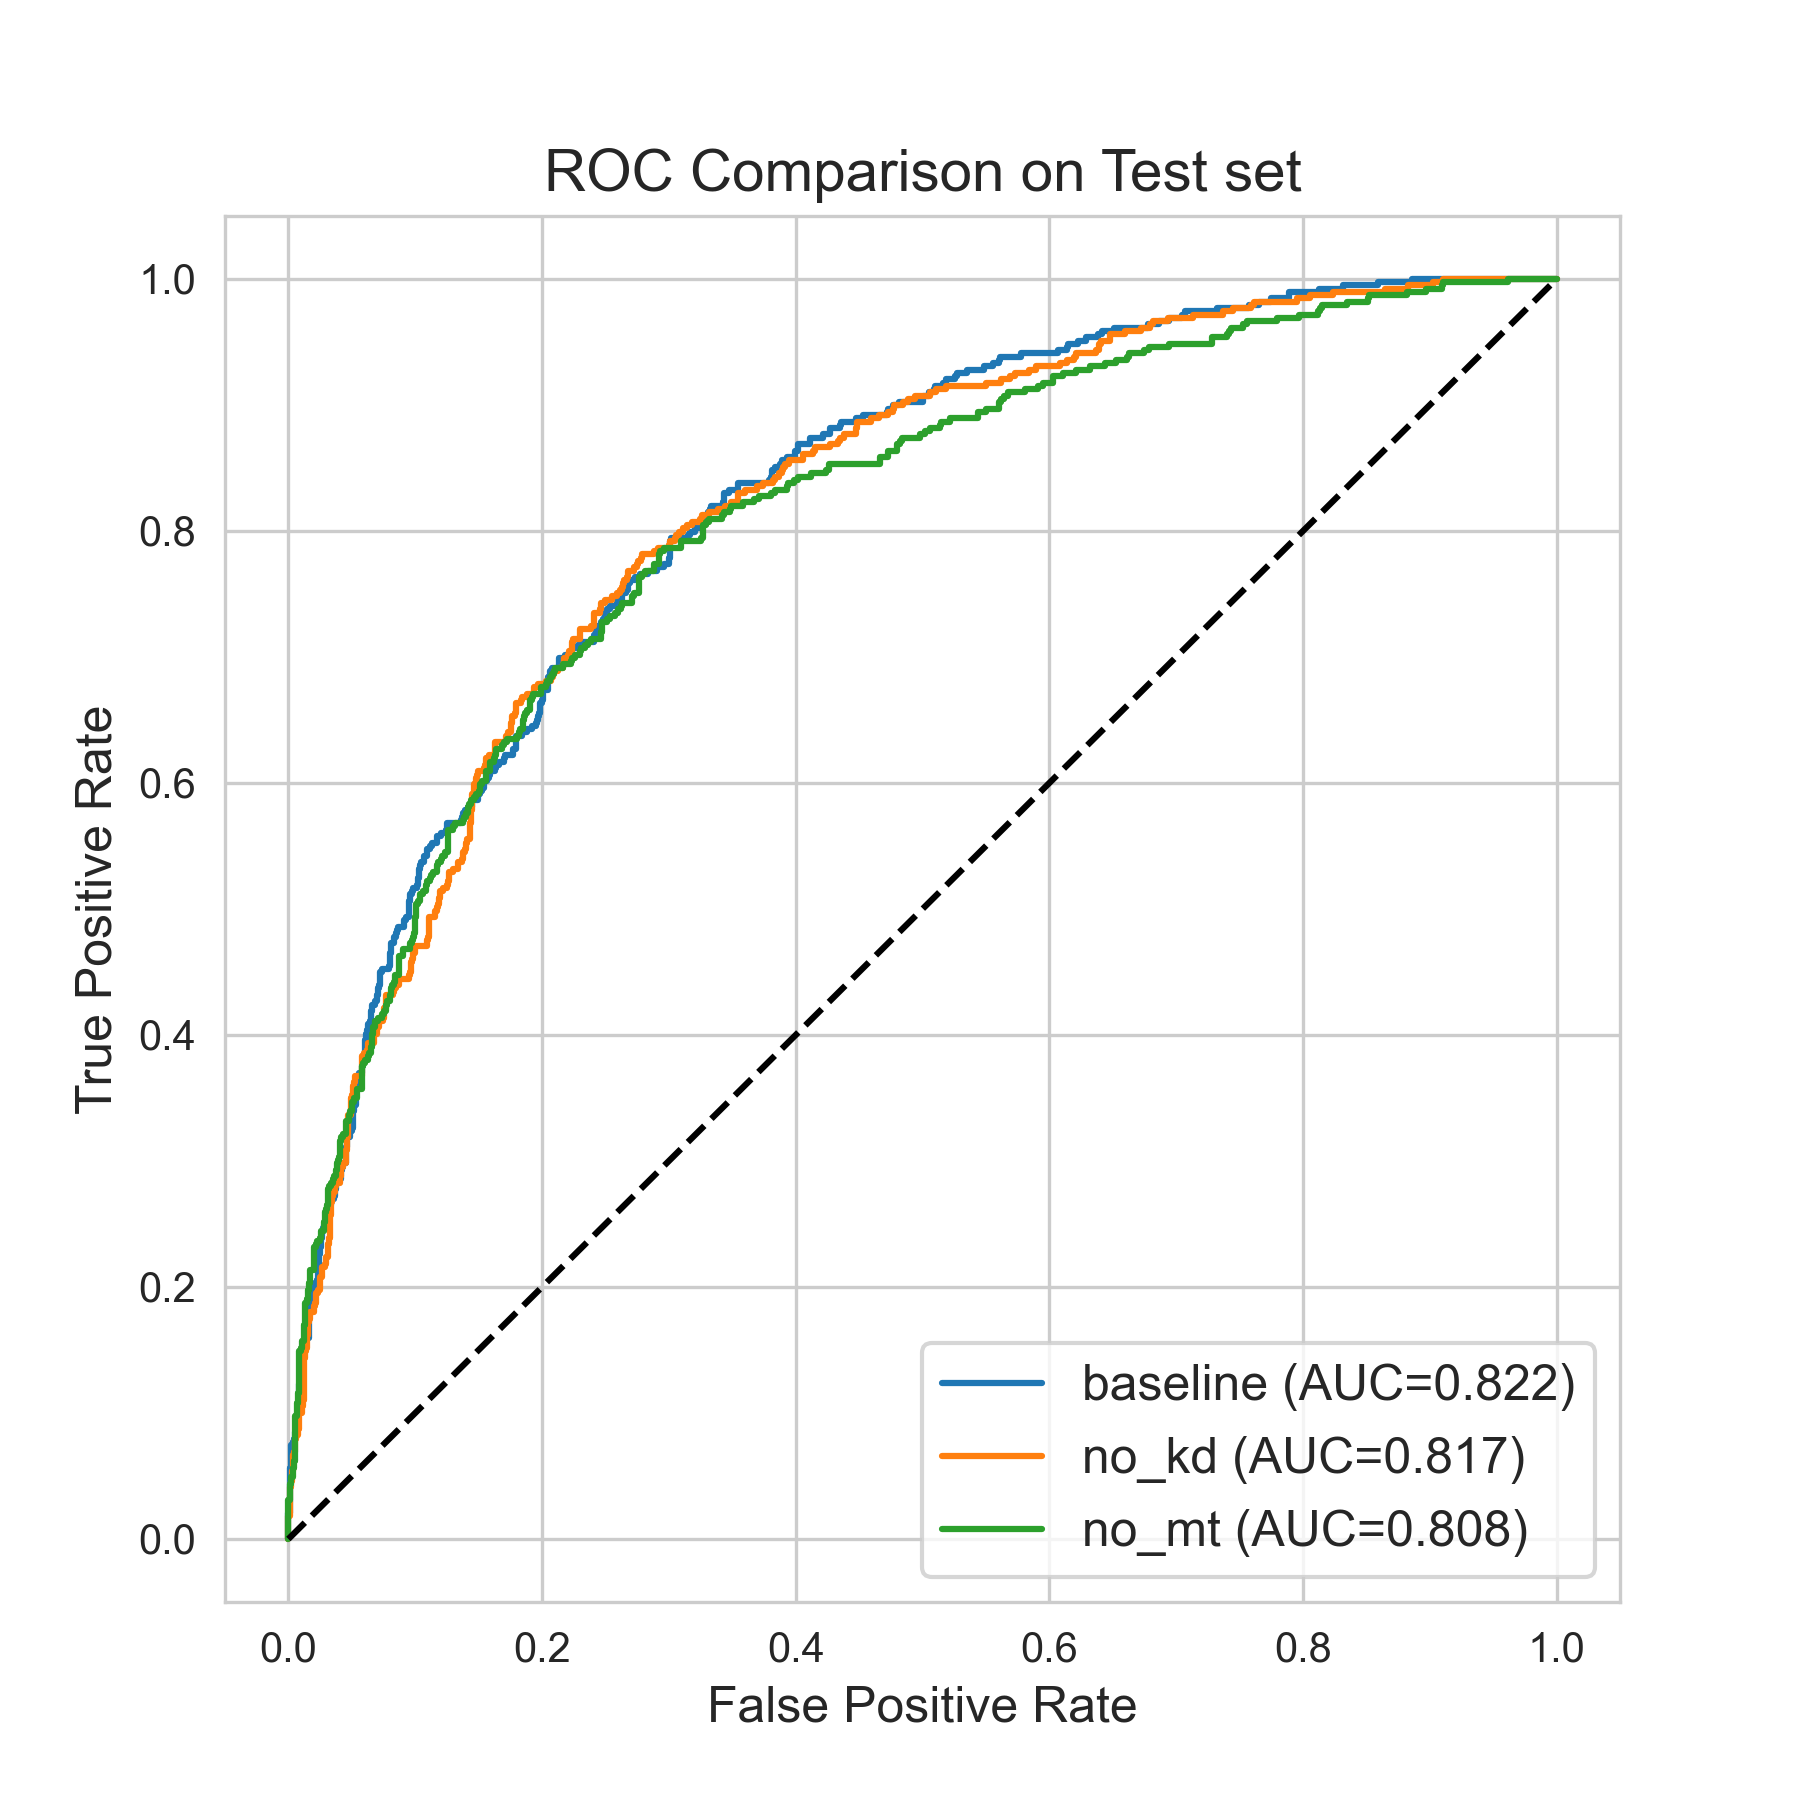 ROC Comparison on Test set
True Positive Rate
1.0
0.8
0.6
0.4
0.2
0.0
baseline (AUC=0.822)
no_kd (AUC=0.817)
no_mt (AUC=0.808)
0.0 0.2 0.4 0.6 0.8 1.0
False Positive Rate